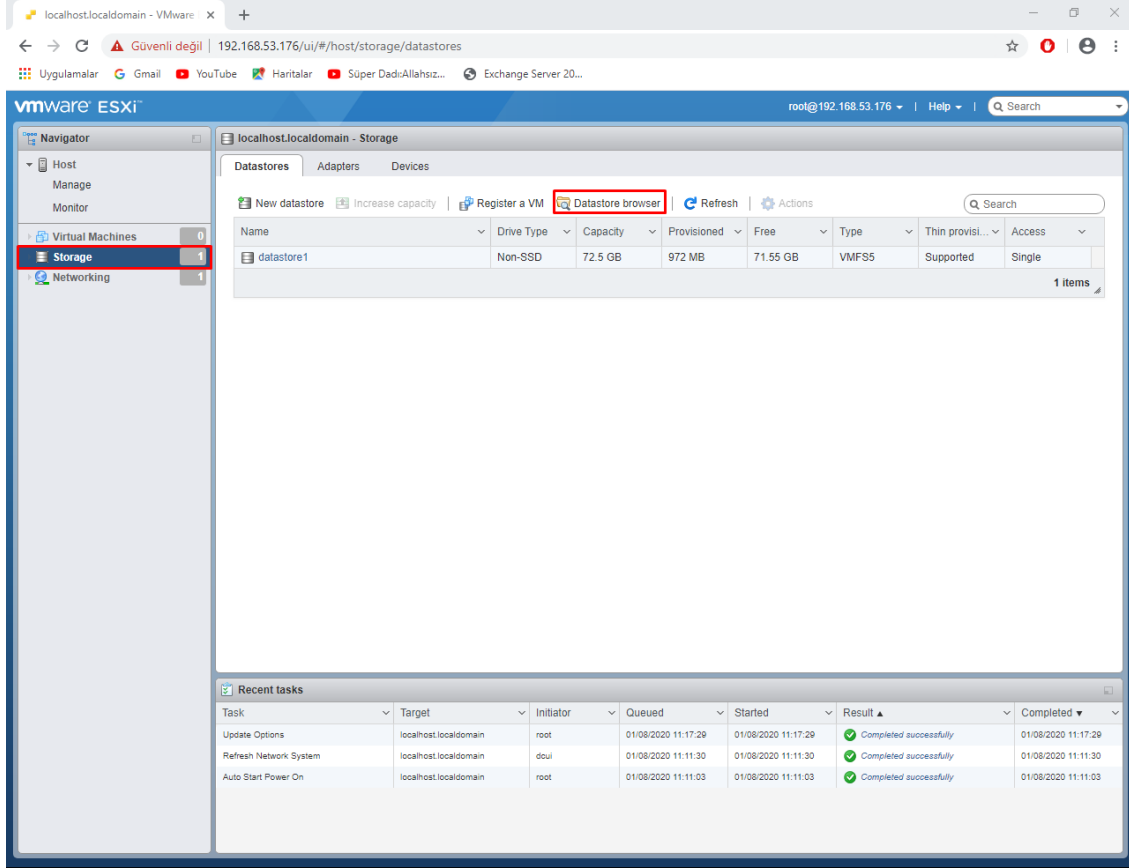 localhost.localdomain - VMware
Güvenli değil | 192.168.53.176/ui/#/host/storage/datastores
Uygulamalar Gmail YouTube Haritalar Süper Dadı:Allahsız... Exchange Server 20...
vmware ESXi™ root@192.168.53.176 | Help | Search
Navigator
Host
Manage
Monitor
Virtual Machines 0
Storage 1
Networking 1
localhost.localdomain - Storage
Datastores Adapters Devices
New datastore Increase capacity | Register a VM Datastore browser | Refresh | Actions Search
Name Drive Type Capacity Provisioned Free Type Thin provisi... Access
datastore1 Non-SSD 72.5 GB 972 MB 71.55 GB VMFS5 Supported Single
1 items
Recent tasks
Task Target Initiator Queued Started Result ▲ Completed ▼
Update Options localhost.localdomain root 01/08/2020 11:17:29 01/08/2020 11:17:29 Completed successfully 01/08/2020 11:17:29
Refresh Network System localhost.localdomain dcui 01/08/2020 11:11:30 01/08/2020 11:11:30 Completed successfully 01/08/2020 11:11:30
Auto Start Power On localhost.localdomain root 01/08/2020 11:11:03 01/08/2020 11:11:03 Completed successfully 01/08/2020 11:11:03